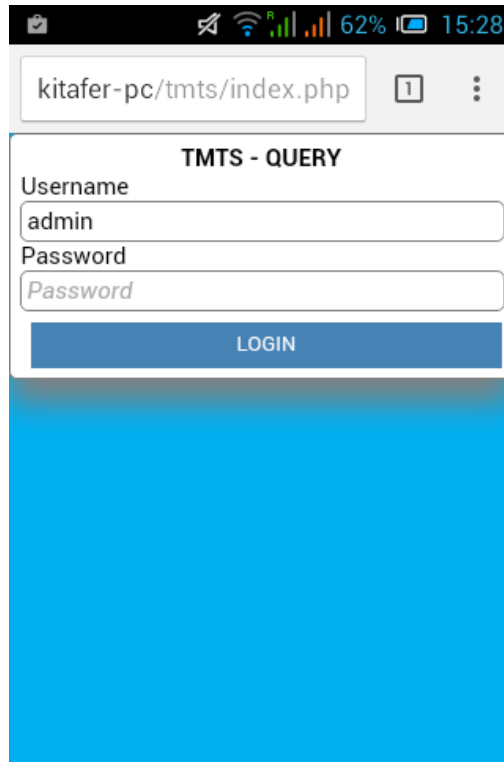 R 62% 15:28
kitafer-pc/tmts/index.php 1
TMTS - QUERY
Username
admin
Password
Password
LOGIN